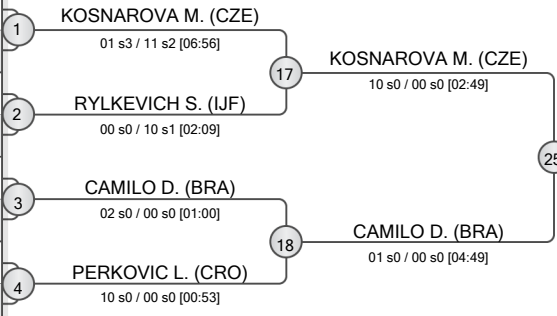 1
KOSNAROVA M. (CZE)
01 s3 / 11 s2 [06:56]
17
KOSNAROVA M. (CZE)
10 s0 / 00 s0 [02:49]
2
RYLKEVICH S. (IJF)
00 s0 / 10 s1 [02:09]
25
3
CAMILO D. (BRA)
02 s0 / 00 s0 [01:00]
18
CAMILO D. (BRA)
01 s0 / 00 s0 [04:49]
4
PERKOVIC L. (CRO)
10 s0 / 00 s0 [00:53]